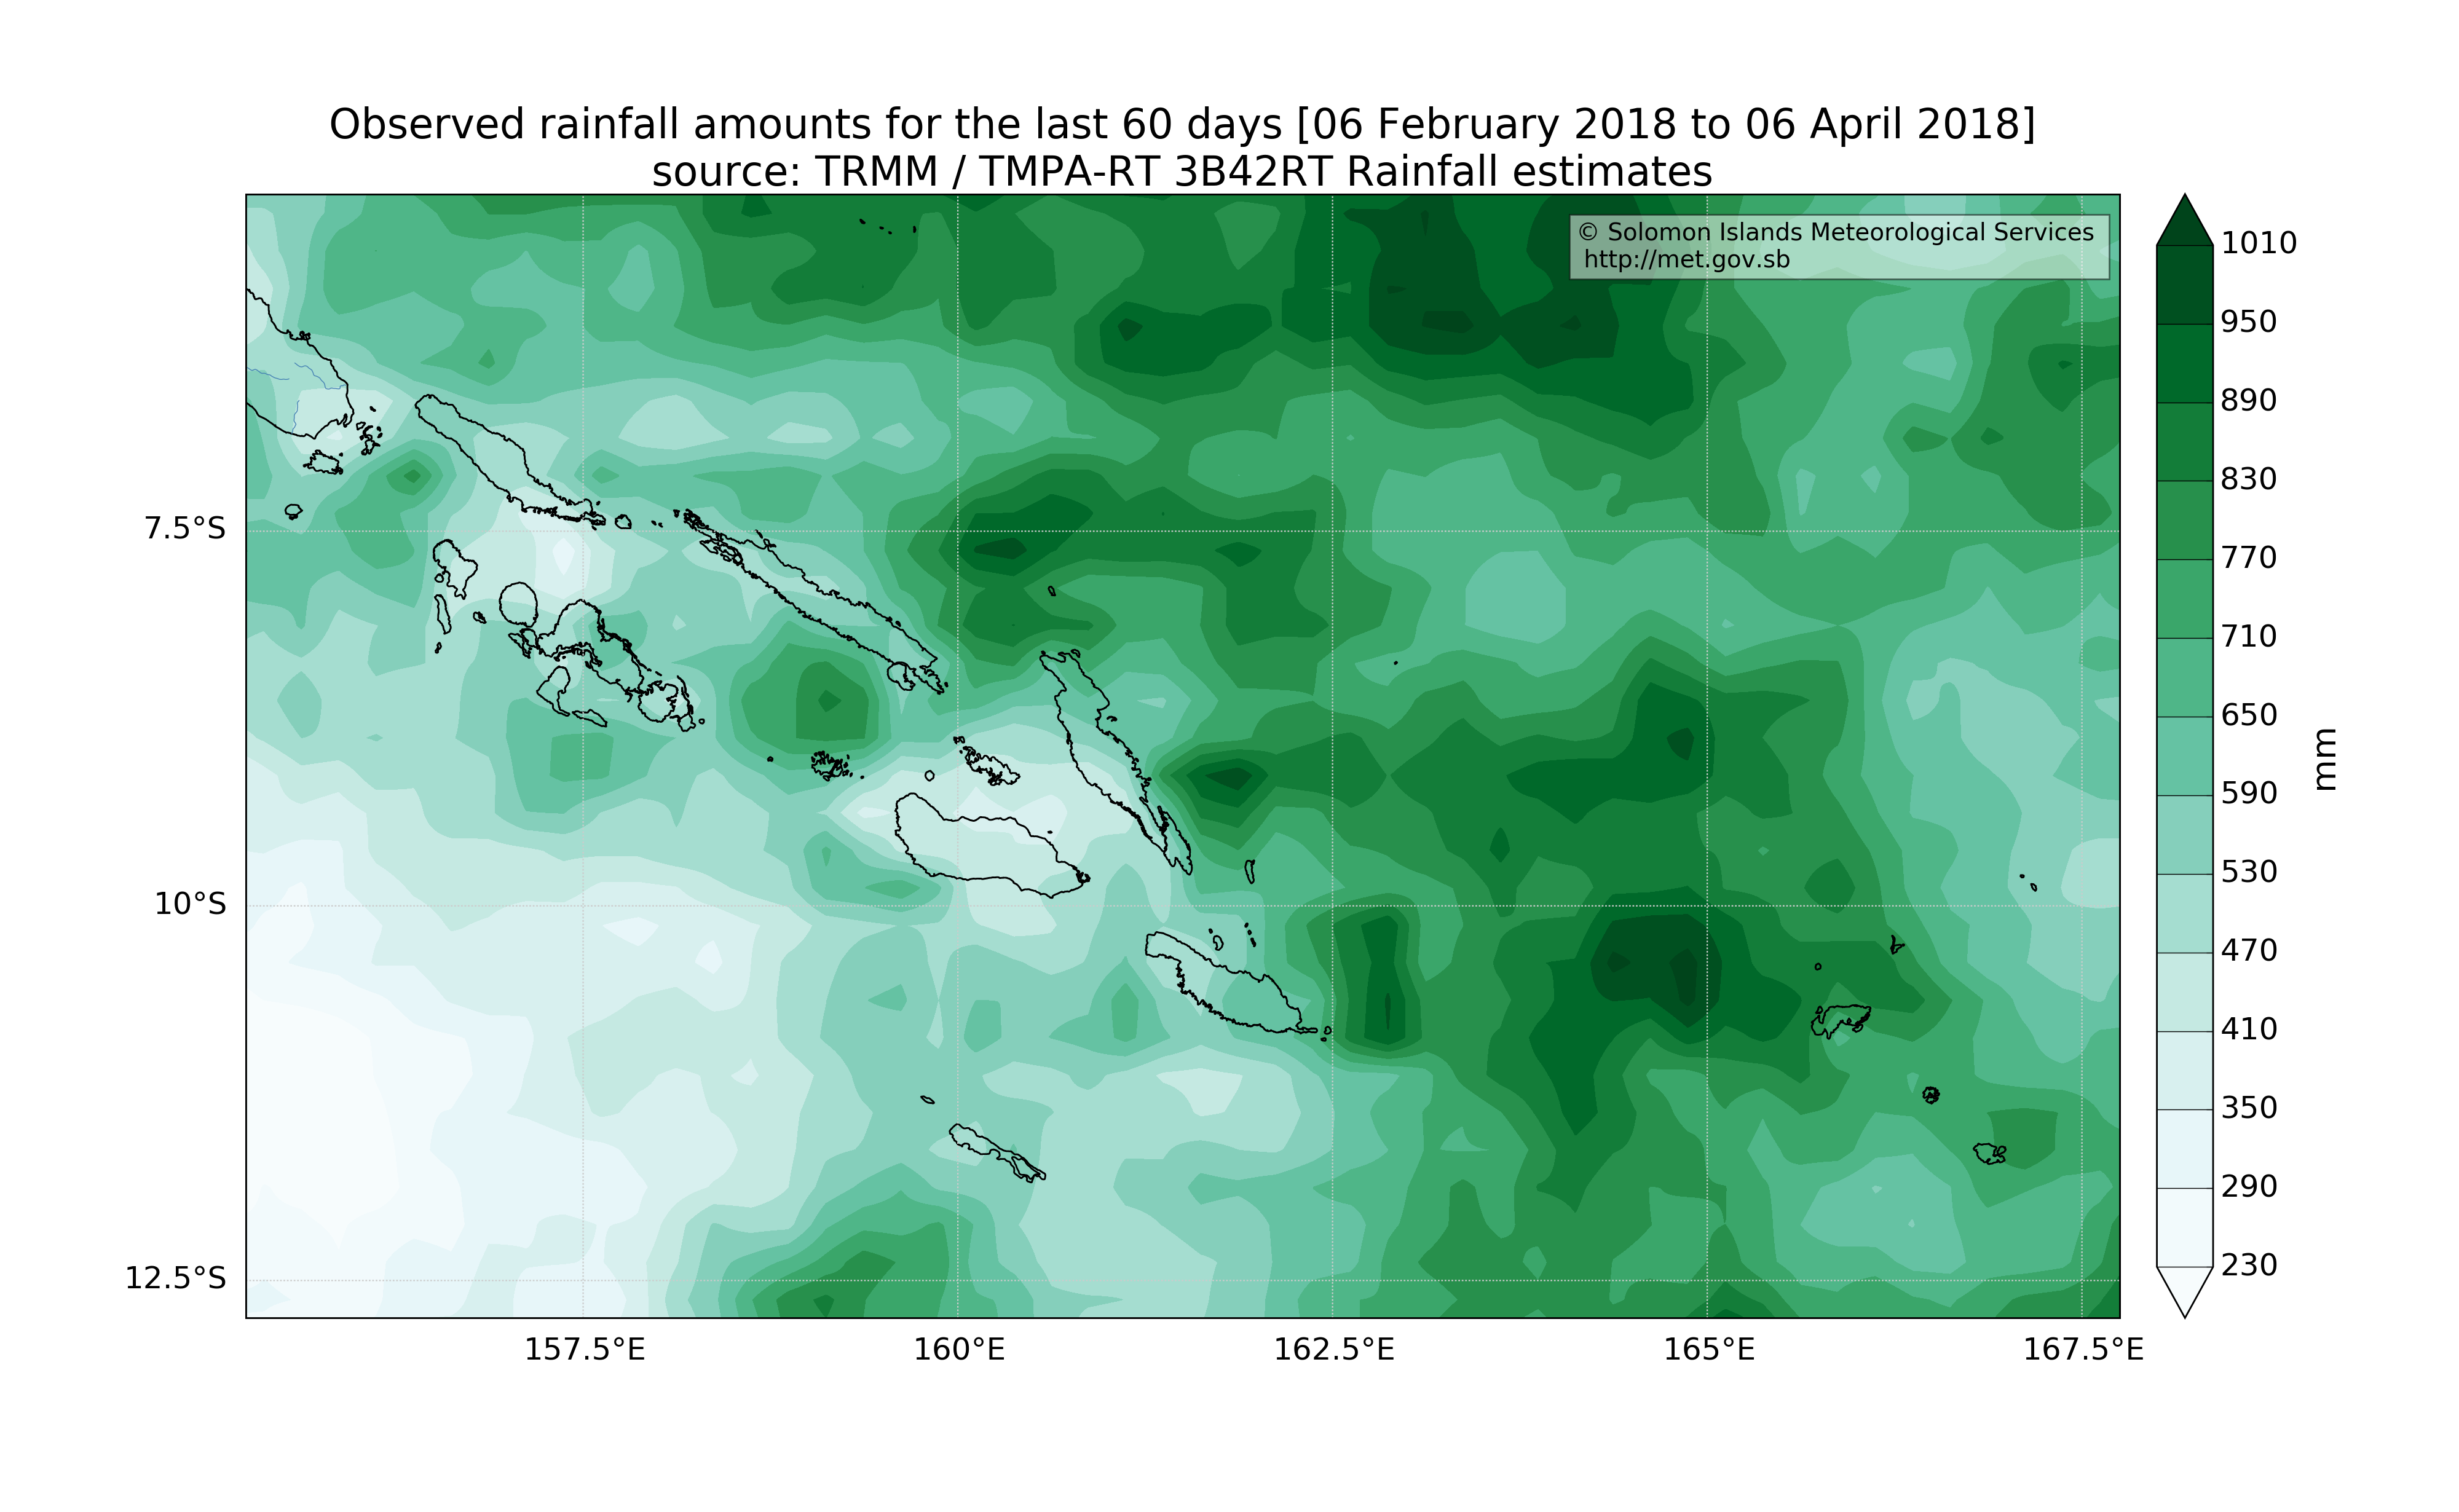 Observed rainfall amounts for the last 60 days [06 February 2018 to 06 April 2018]
source: TRMM / TMPA-RT 3B42RT Rainfall estimates
© Solomon Islands Meteorological Services
http://met.gov.sb
7.5°S
10°S
12.5°S
157.5°E
160°E
162.5°E
165°E
167.5°E
1010
950
890
830
770
710
650
590
530
470
410
350
290
230
mm